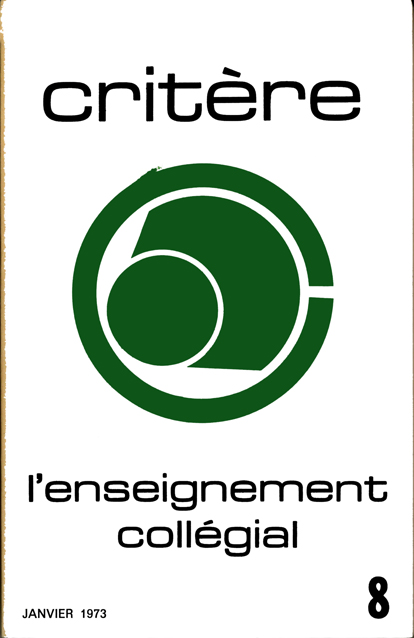 critère
l'enseignement
collégial
JANVIER 1973
8